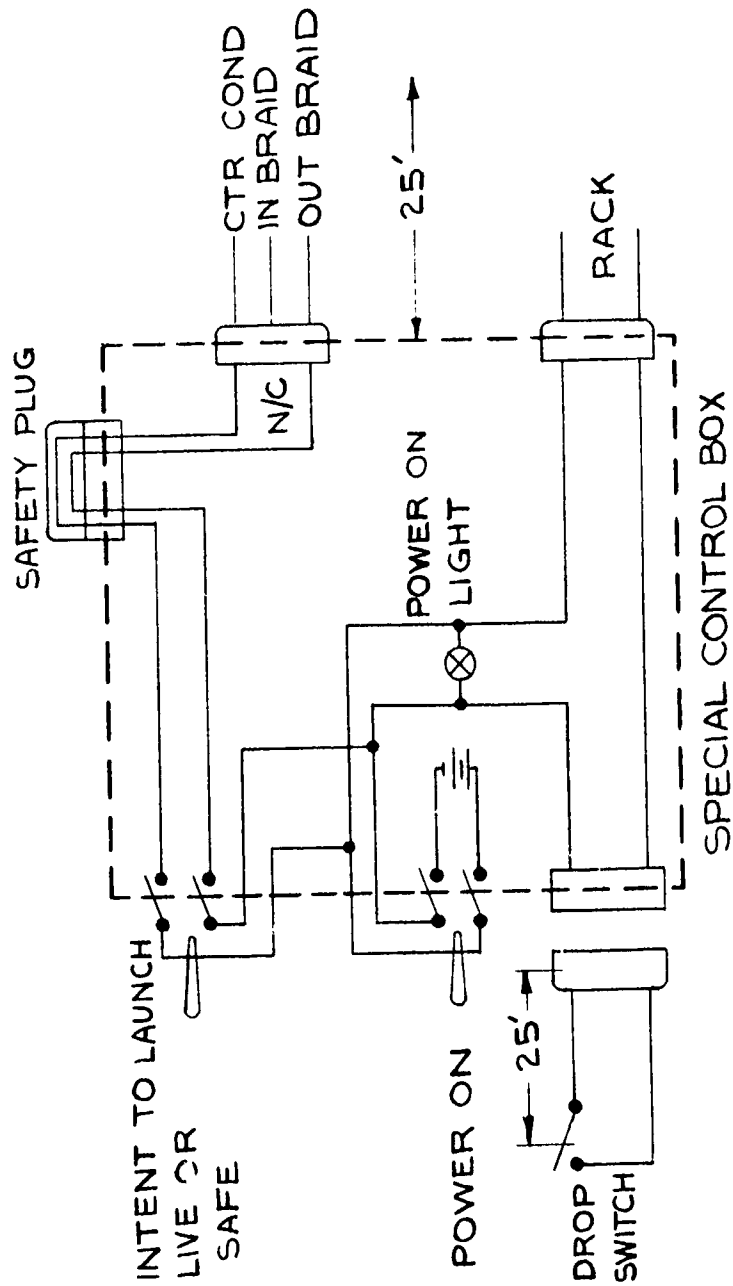 SAFETY PLUG
CTR COND
IN BRAID
OUT BRAID
N/C
25'
INTENT TO LAUNCH
LIVE OR
SAFE
POWER ON
LIGHT
POWER ON
RACK
25'
DROP
SWITCH
SPECIAL CONTROL BOX